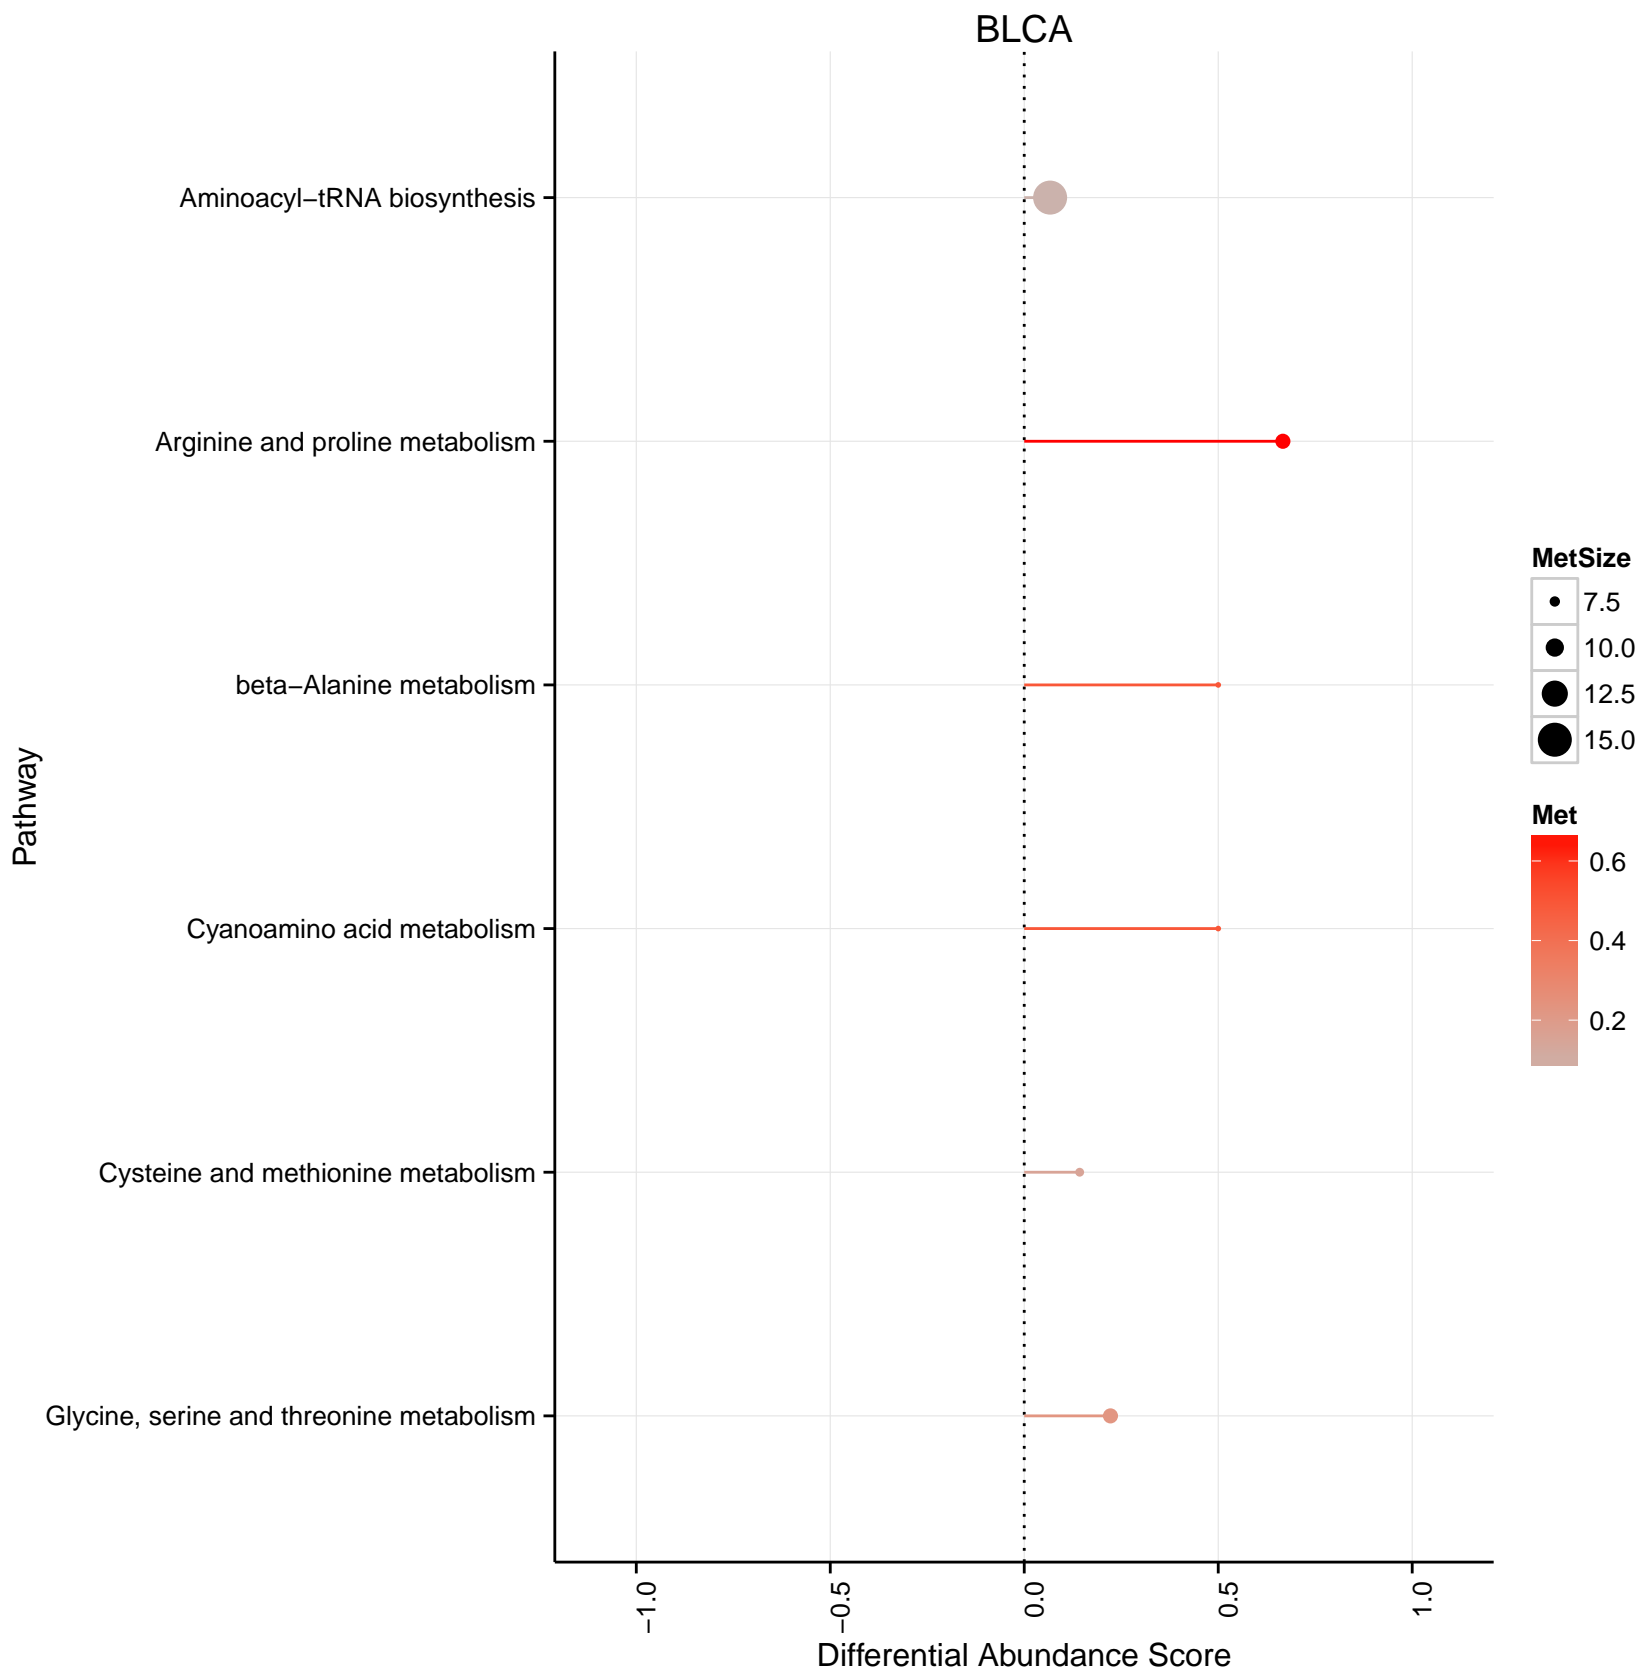 BLCA
Aminoacyl−tRNA biosynthesis
Arginine and proline metabolism
beta−Alanine metabolism
Cyanoamino acid metabolism
Cysteine and methionine metabolism
Glycine, serine and threonine metabolism
Pathway
−1.0
−0.5
0.0
0.5
1.0
Differential Abundance Score
MetSize
7.5
10.0
12.5
15.0
Met
0.6
0.4
0.2